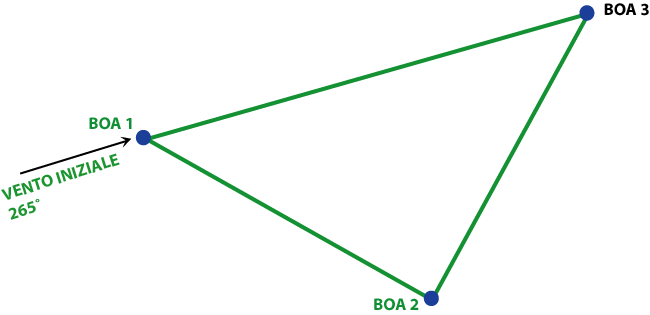 BOA 3
BOA 1
VENTO INIZIALE
265°
BOA 2